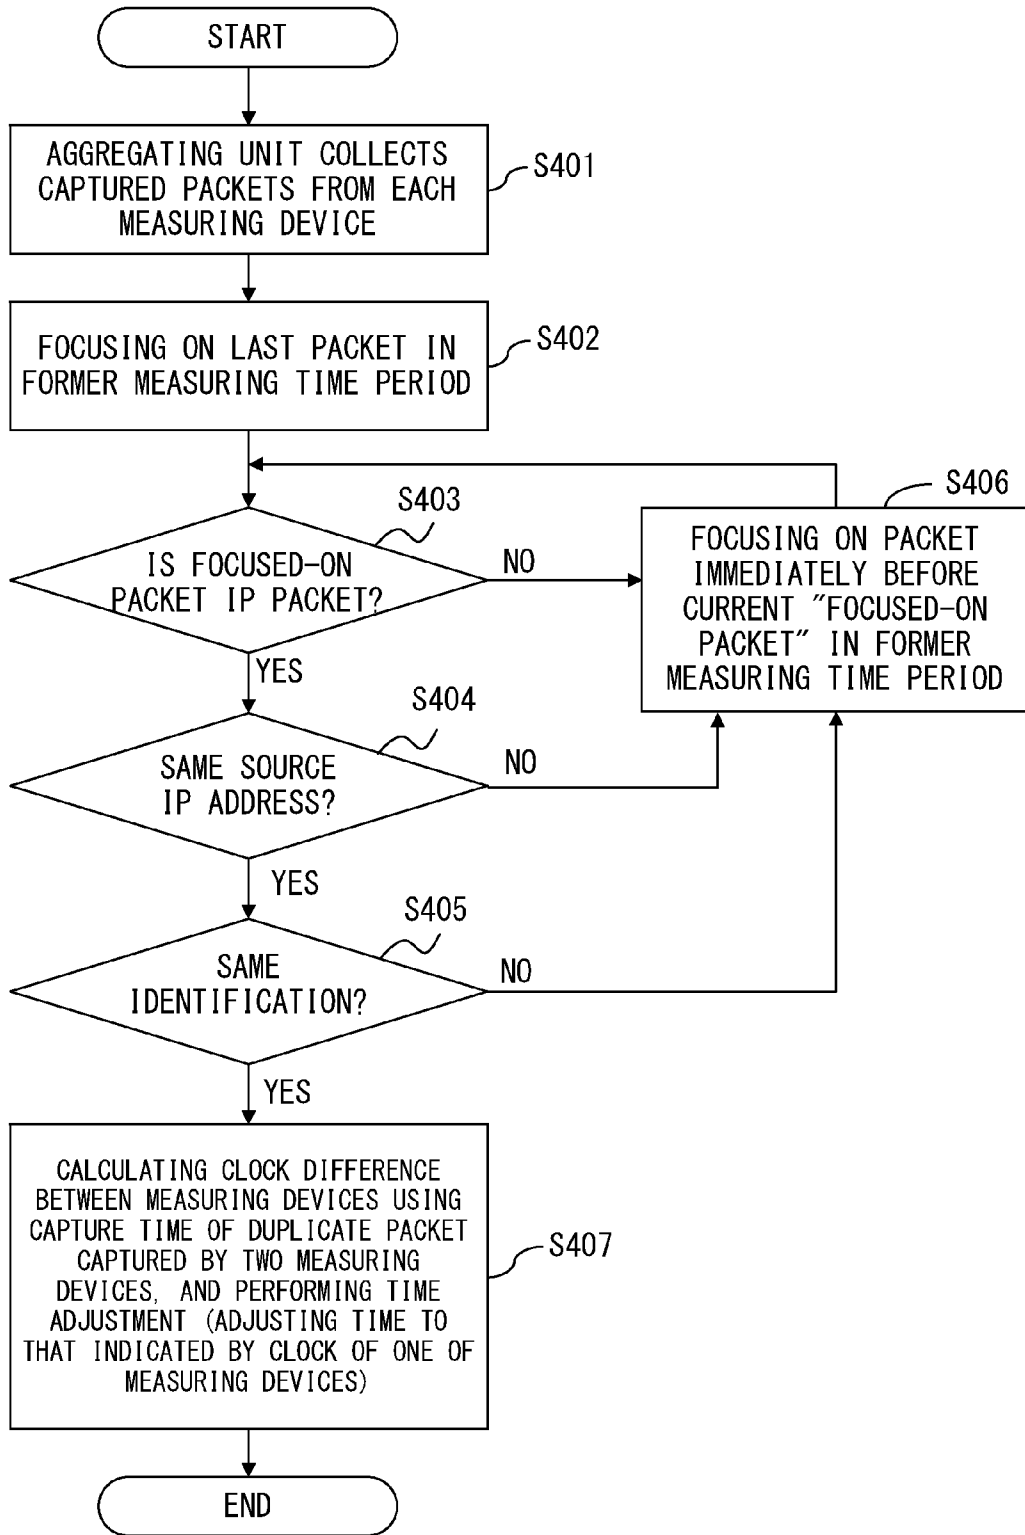 START
AGGREGATING UNIT COLLECTS
CAPTURED PACKETS FROM EACH
MEASURING DEVICE
S401
FOCUSING ON LAST PACKET IN
FORMER MEASURING TIME PERIOD
S402
S403
IS FOCUSED-ON
PACKET IP PACKET?
NO
YES
S406
FOCUSING ON PACKET
IMMEDIATELY BEFORE
CURRENT "FOCUSED-ON
PACKET" IN FORMER
MEASURING TIME PERIOD
S404
SAME SOURCE
IP ADDRESS?
NO
YES
S405
SAME
IDENTIFICATION?
NO
YES
CALCULATING CLOCK DIFFERENCE
BETWEEN MEASURING DEVICES USING
CAPTURE TIME OF DUPLICATE PACKET
CAPTURED BY TWO MEASURING
DEVICES, AND PERFORMING TIME
ADJUSTMENT (ADJUSTING TIME TO
THAT INDICATED BY CLOCK OF ONE OF
MEASURING DEVICES)
S407
END